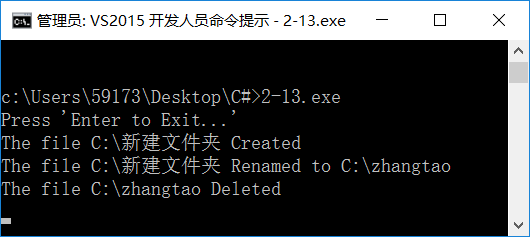 管理员: VS2015 开发人员命令提示 - 2-13.exe
c:\Users\59173\Desktop\C#>2-13.exe
Press 'Enter to Exit...'
The file C:\新建文件夹 Created
The file C:\新建文件夹 Renamed to C:\zhangtao
The file C:\zhangtao Deleted